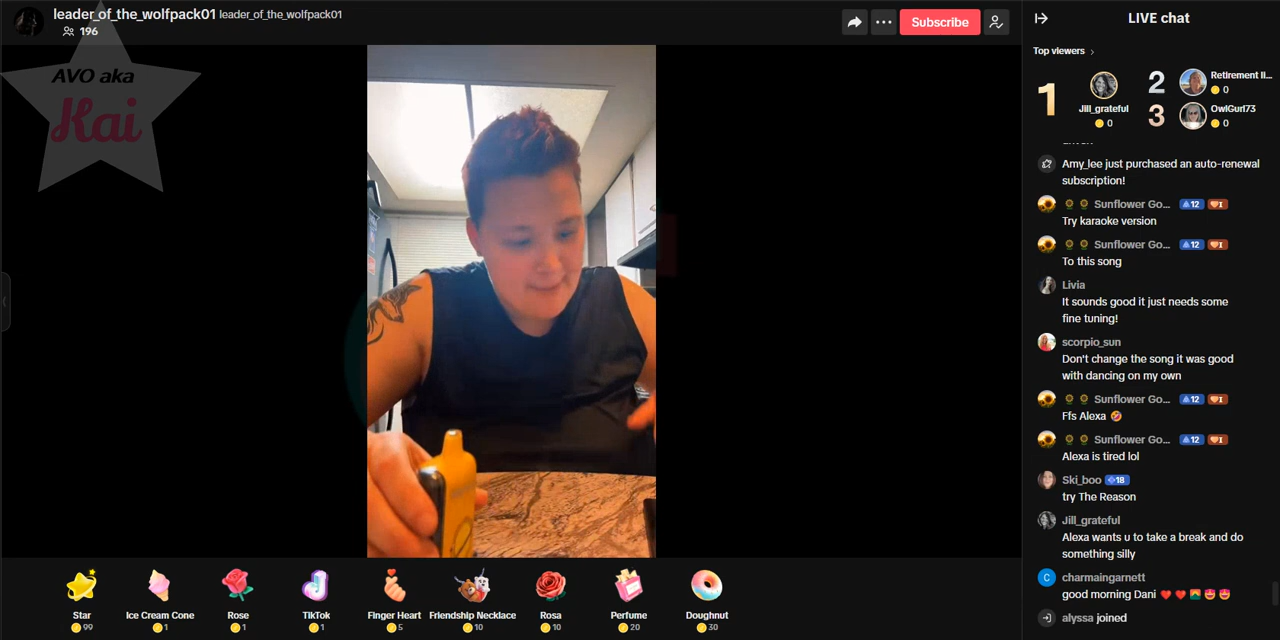 leader_of_the_wolfpack01 leader_of_the_wolfpack01
196
Subscribe
AVO aka
Kai
LIVE chat
Top viewers
1
Jill_grateful
0
2
Retirement li...
0
3
OwlGurl73
0
Amy_lee just purchased an auto-renewal
subscription!
Sunflower Go... 12 1
Try karaoke version
Sunflower Go... 12 1
To this song
Livia
It sounds good it just needs some
fine tuning!
scorpio_sun
Don't change the song it was good
with dancing on my own
Sunflower Go... 12 1
Ffs Alexa 🤣
Sunflower Go... 12 1
Alexa is tired lol
Ski_boo 18
try The Reason
Jill_grateful
Alexa wants u to take a break and do
something silly
C
charmaingarnett
good morning Dani
alyssa joined
Star
99
Ice Cream Cone
1
Rose
1
TikTok
1
Finger Heart
5
Friendship Necklace
10
Rosa
10
Perfume
20
Doughnut
30